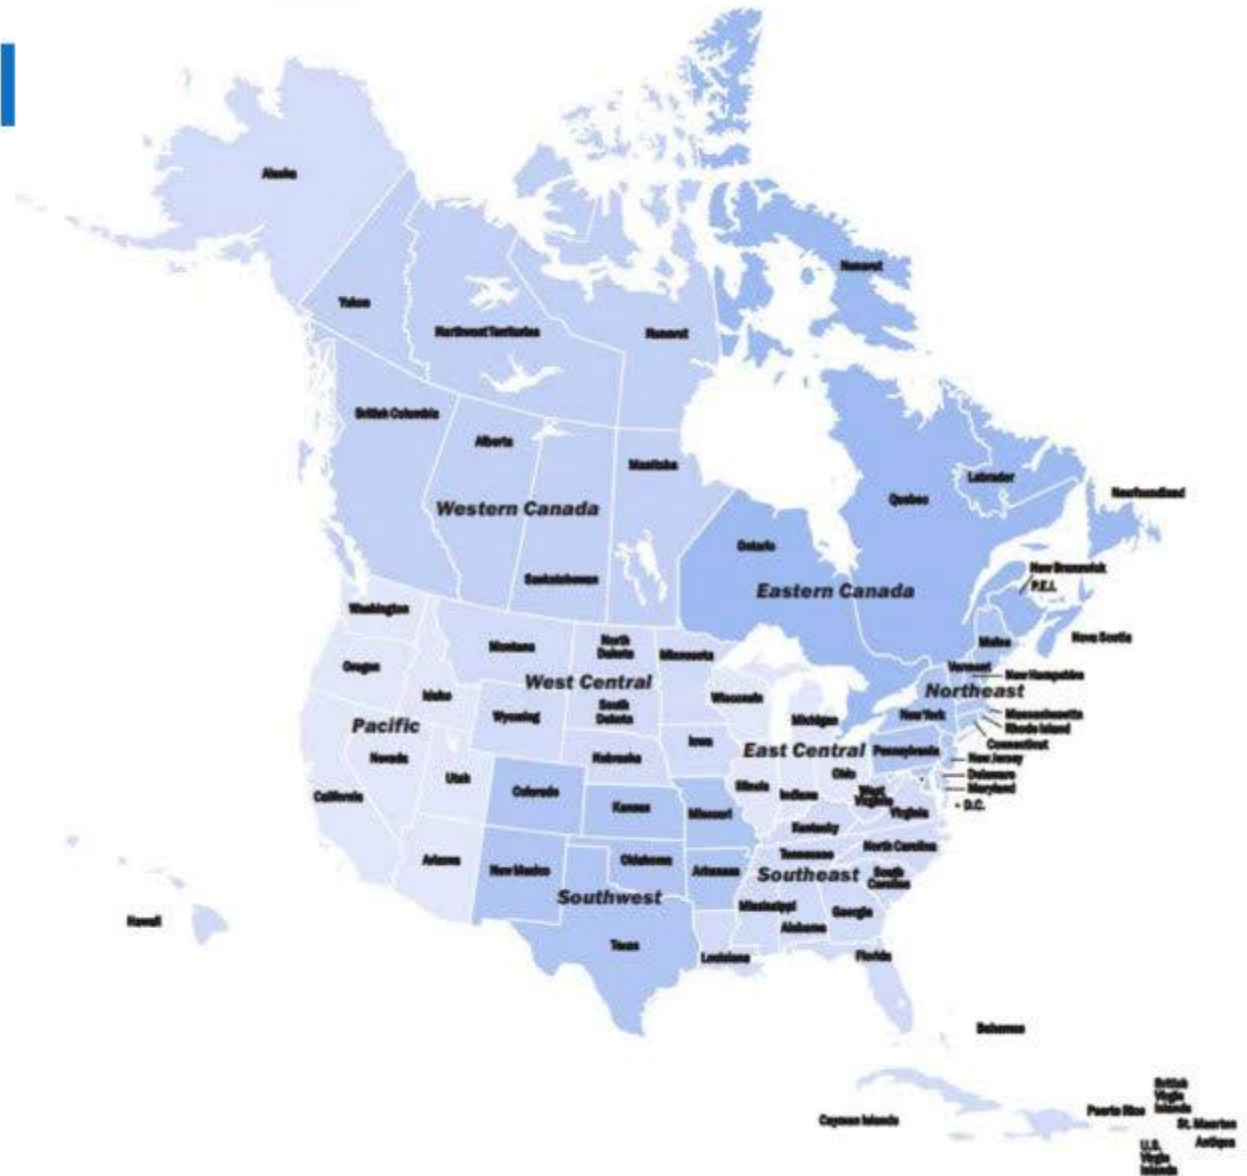 Alaska
Nunavut
Yukon
Northwest Territories
Nunavut
British Columbia
Alberta
Manitoba
Labrador
Newfoundland
Quebec
Western Canada
Ontario
Saskatchewan
New Brunswick
P.E.I.
Eastern Canada
Washington
Nova Scotia
Maine
Montana
North
Dakota
Minnesota
Oregon
Vermont
New Hampshire
West Central
Northeast
Idaho
Wisconsin
South
Dakota
Wyoming
Michigan
New York
Massachusetts
Rhode Island
Pacific
Connecticut
Iowa
East Central
Pennsylvania
Nevada
Nebraska
New Jersey
Utah
Ohio
Delaware
Colorado
Illinois
Indiana
West
Virginia
Maryland
California
Kansas
Missouri
Virginia
D.C.
Kentucky
North Carolina
Arizona
New Mexico
Oklahoma
Arkansas
Tennessee
Southeast
South
Carolina
Southwest
Mississippi
Georgia
Hawaii
Alabama
Texas
Louisiana
Florida
Bahamas
British
Virgin
Islands
Puerto Rico
Cayman Islands
St. Maarten
Antigua
U.S.
Virgin
Islands